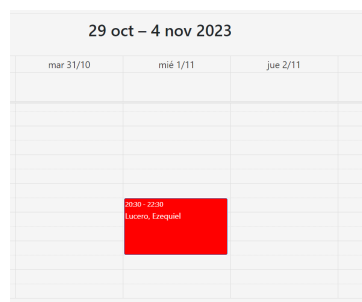 29 oct – 4 nov 2023
mar 31/10
mié 1/11
jue 2/11
20:30 - 22:30
Lucero, Ezequiel